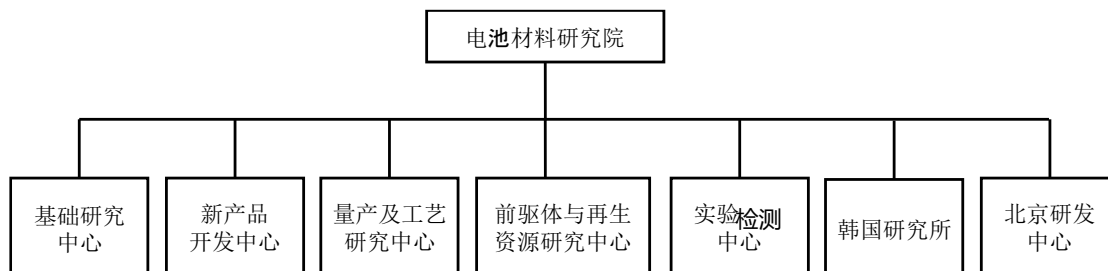 电池材料研究院
基础研究
中心
新产品
开发中心
量产及工艺
研究中心
前驱体与再生
资源研究中心
实验检测
中心
韩国研究所
北京研发
中心